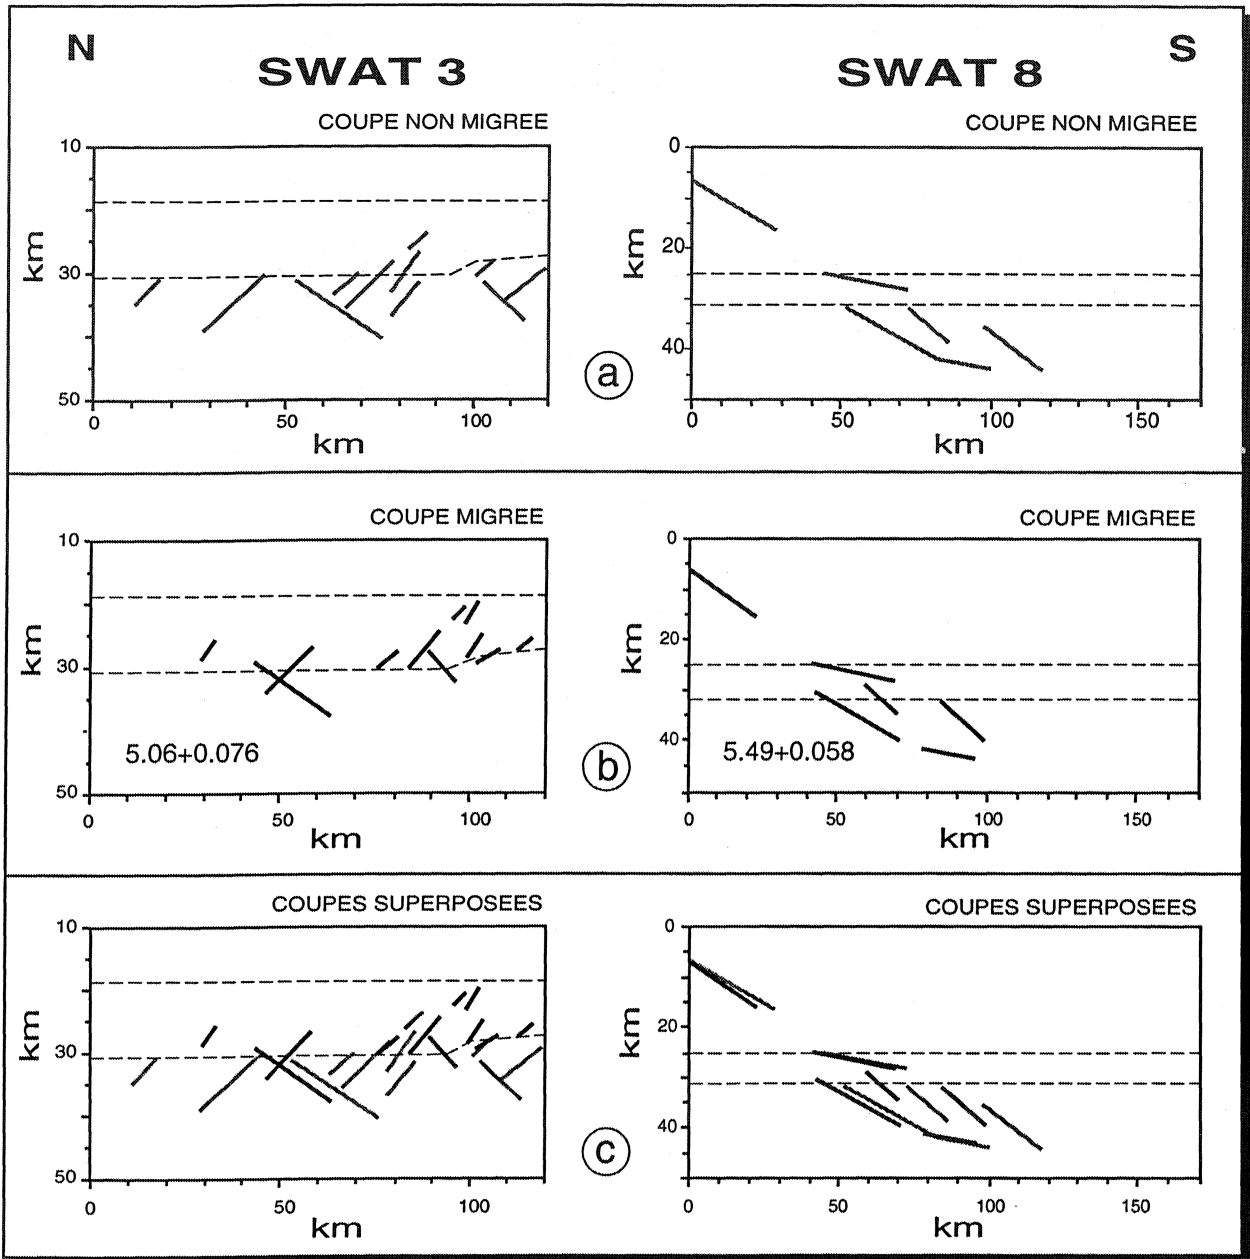 N
S
SWAT 3
SWAT 8
COUPE NON MIGREE
10
30
50
km
0
50
100
km
COUPE NON MIGREE
0
20
40
km
0
50
100
150
km
a
COUPE MIGREE
10
30
50
km
5.06+0.076
0
50
100
km
COUPE MIGREE
0
20
40
km
5.49+0.058
0
50
100
150
km
b
COUPES SUPERPOSEES
10
30
50
km
0
50
100
km
COUPES SUPERPOSEES
0
20
40
km
0
50
100
150
km
c